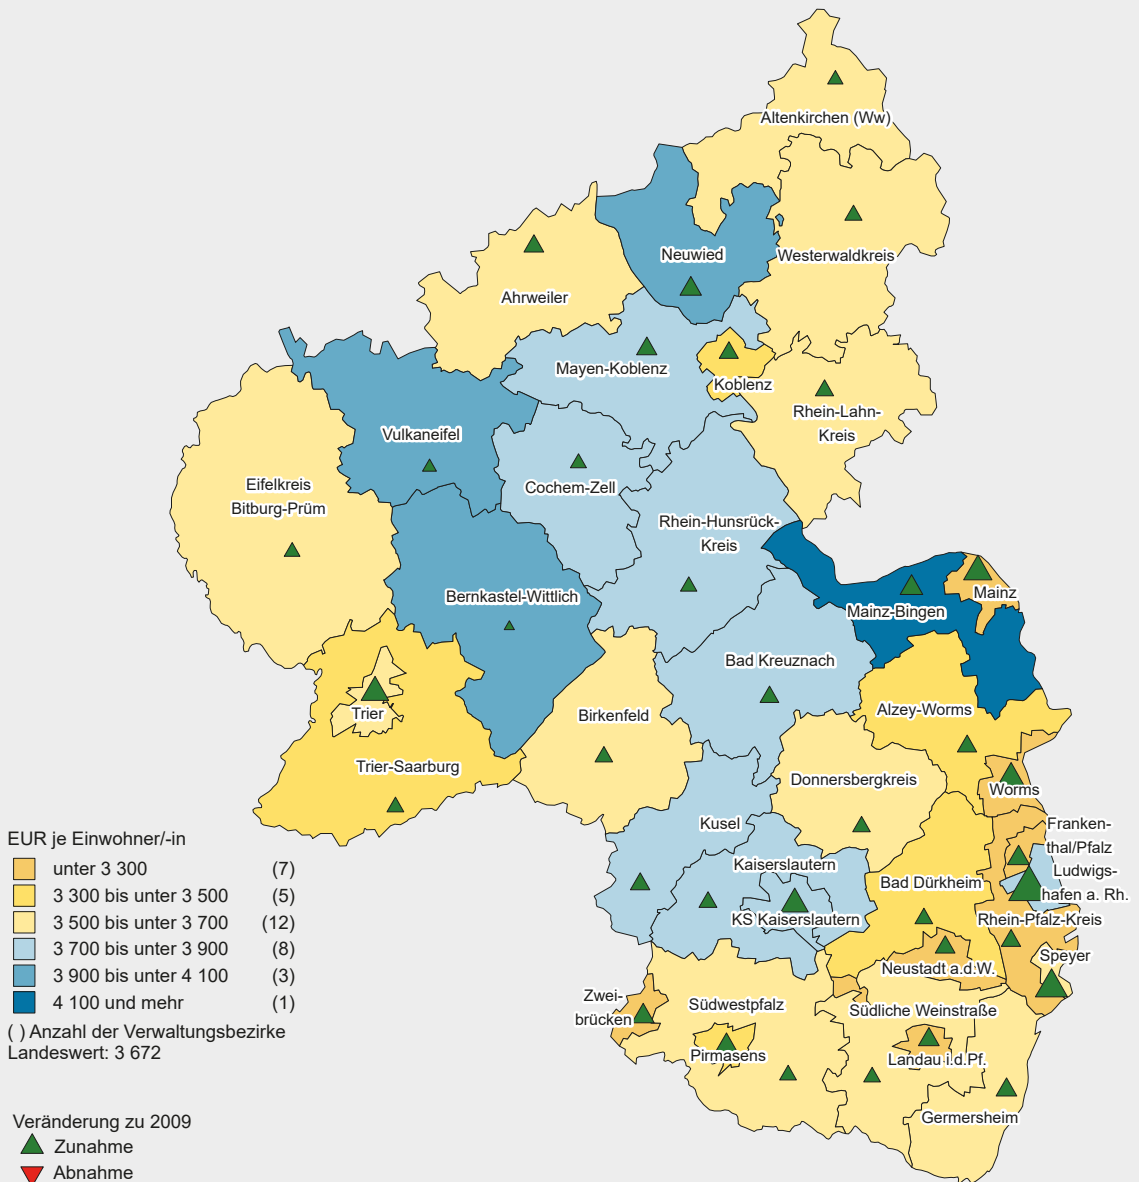 Altenkirchen (Ww)
Neuwied
Westerwaldkreis
Ahrweiler
Mayen-Koblenz
Koblenz
Rhein-Lahn-
Kreis
Vulkaneifel
Eifelkreis
Bitburg-Prüm
Cochem-Zell
Rhein-Hunsrück-
Kreis
Bernkastel-Wittlich
Mainz
Mainz-Bingen
Bad Kreuznach
Trier
Birkenfeld
Alzey-Worms
Trier-Saarburg
Donnersbergkreis
Worms
Kusel
Franken-
thal/Pfalz
Kaiserslautern
Ludwigs-
hafen a. Rh.
Bad Dürkheim
KS Kaiserslautern
Rhein-Pfalz-Kreis
Speyer
Neustadt a.d.W.
Zwei-
brücken
Südwestpfalz
Südliche Weinstraße
Pirmasens
Landau i.d.Pf.
Germersheim
EUR je Einwohner/-in
unter 3 300 (7)
3 300 bis unter 3 500 (5)
3 500 bis unter 3 700 (12)
3 700 bis unter 3 900 (8)
3 900 bis unter 4 100 (3)
4 100 und mehr (1)
( ) Anzahl der Verwaltungsbezirke
Landeswert: 3 672
Veränderung zu 2009
Zunahme
Abnahme